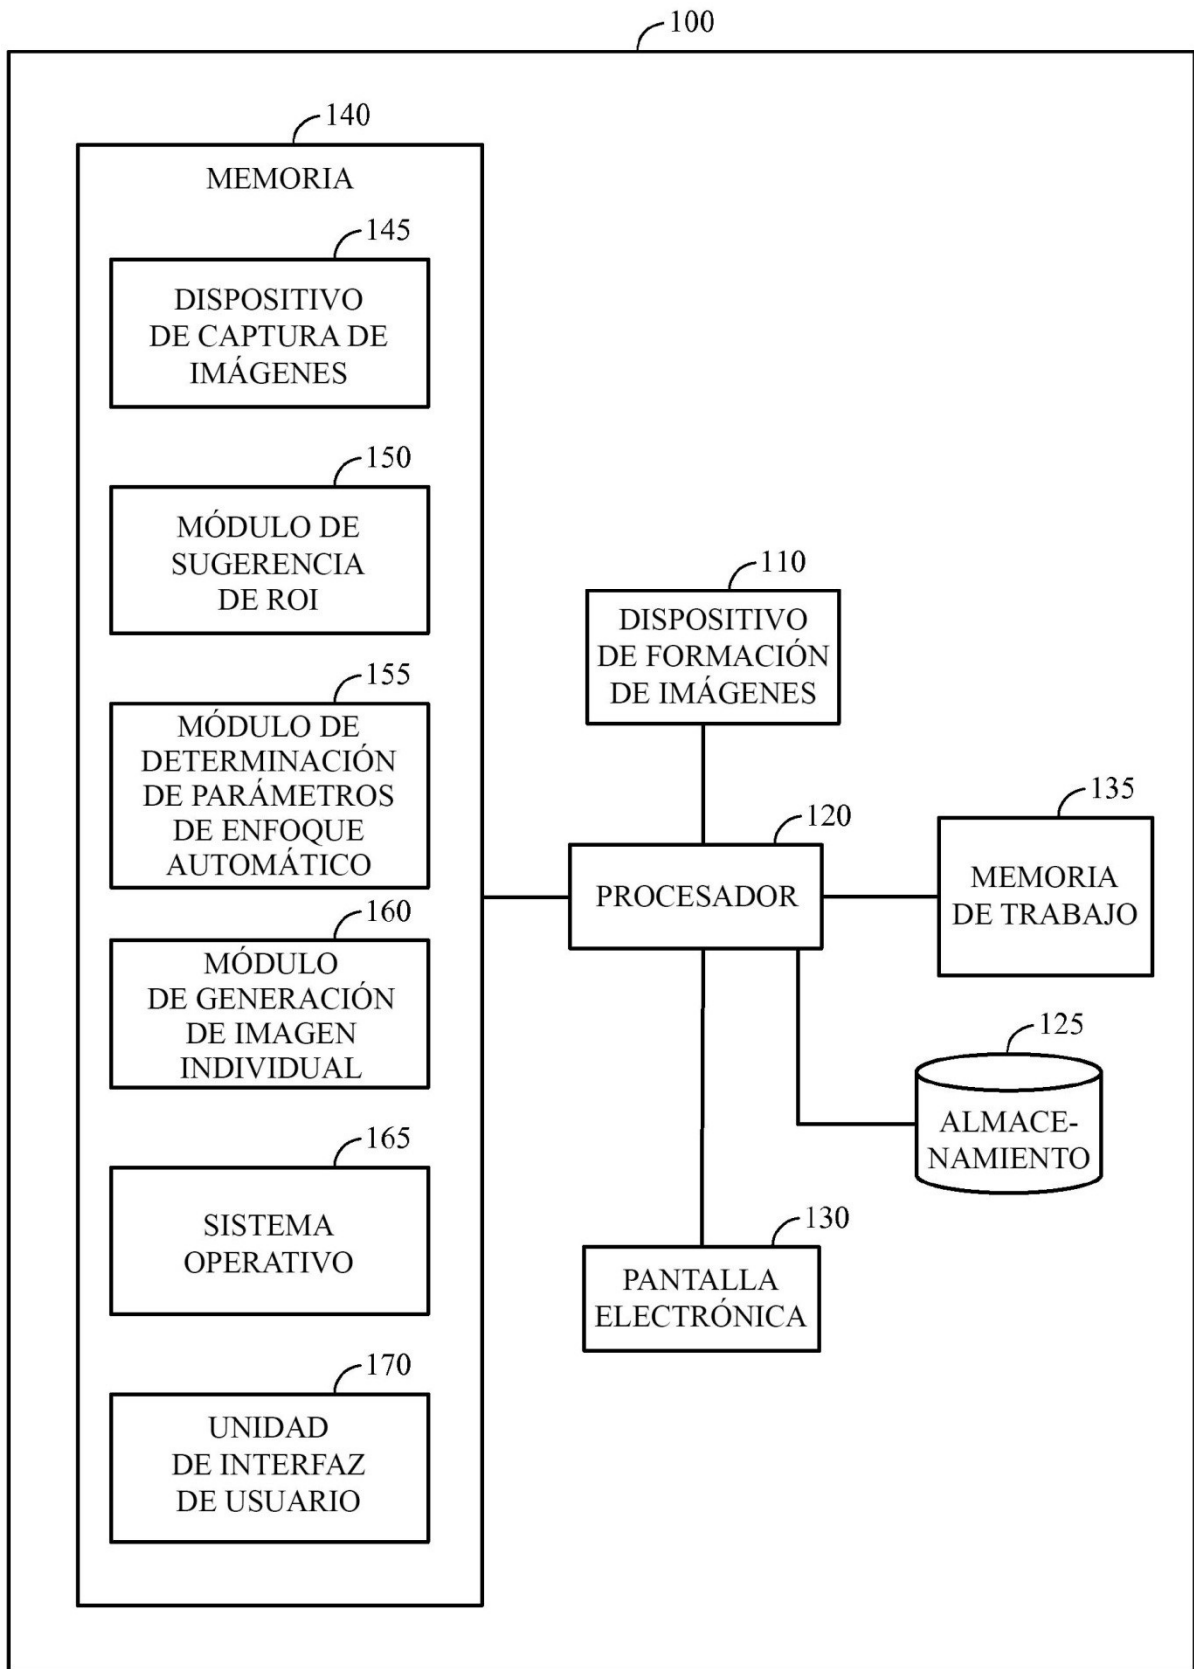 100
140
MEMORIA
145
DISPOSITIVO
DE CAPTURA DE
IMÁGENES
150
MÓDULO DE
SUGERENCIA
DE ROI
155
MÓDULO DE
DETERMINACIÓN
DE PARÁMETROS
DE ENFOQUE
AUTOMÁTICO
160
MÓDULO
DE GENERACIÓN
DE IMAGEN
INDIVIDUAL
165
SISTEMA
OPERATIVO
170
UNIDAD
DE INTERFAZ
DE USUARIO
110
DISPOSITIVO
DE FORMACIÓN
DE IMÁGENES
120
PROCESADOR
135
MEMORIA
DE TRABAJO
125
ALMACE-
NAMIENTO
130
PANTALLA
ELECTRÓNICA